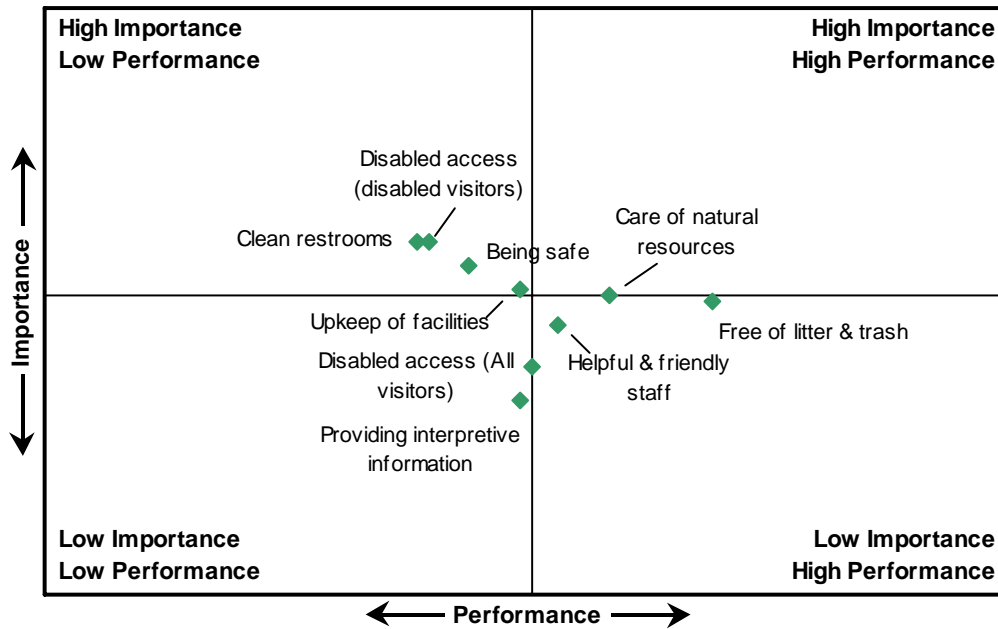 High Importance
Low Performance
High Importance
High Performance
Disabled access
(disabled visitors)
Clean restrooms
Being safe
Care of natural
resources
Upkeep of facilities
Free of litter & trash
Disabled access (All
visitors)
Helpful & friendly
staff
Providing interpretive
information
Importance
Low Importance
Low Performance
Low Importance
High Performance
Performance